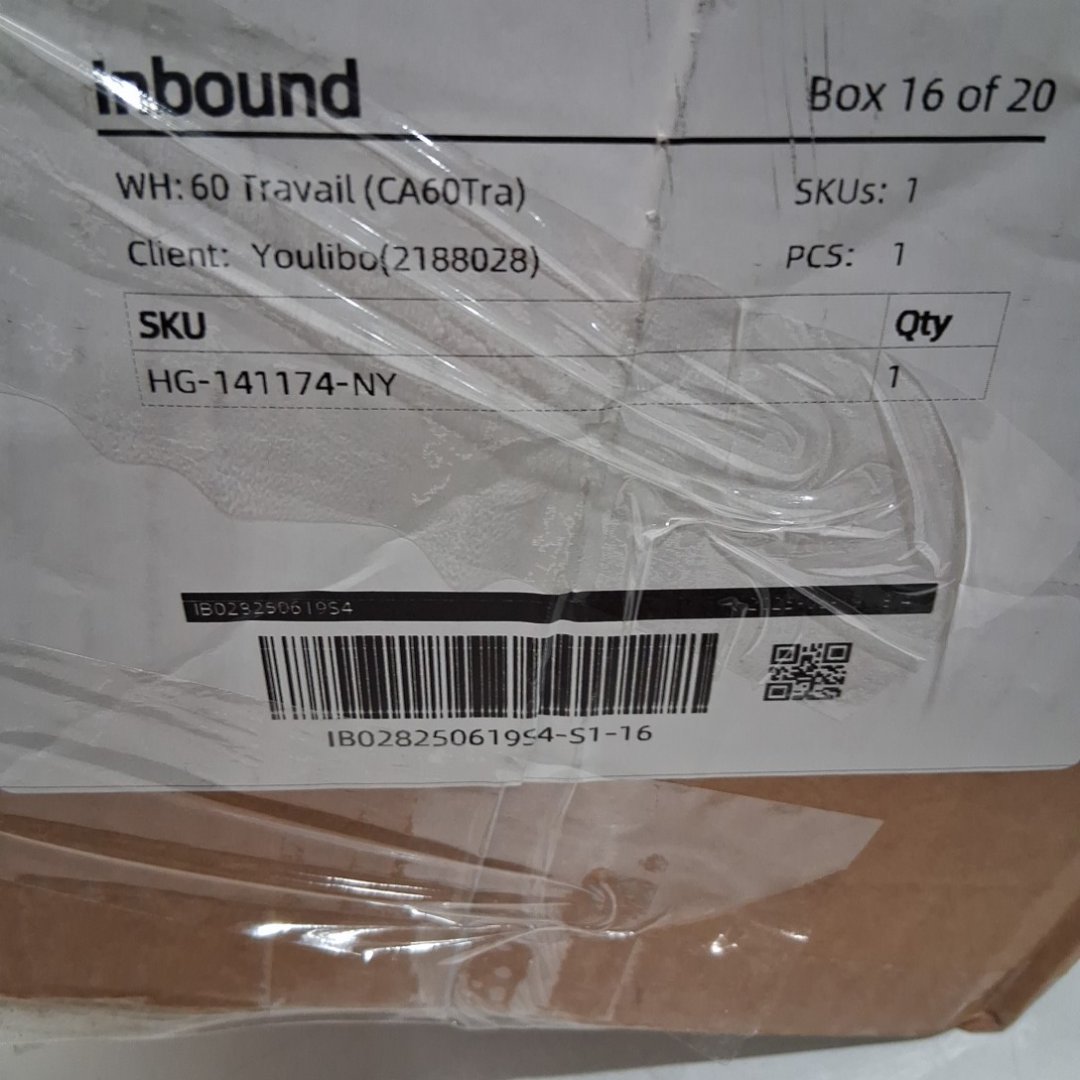 Inbound
Box 16 of 20
WH: 60 Travail (CA60Tra)
SKUs: 1
Client: Youlibo(2188028)
PCS: 1
SKU Qty
HG-141174-NY 1
IB028250619S4
IB028250619S4-S1-16